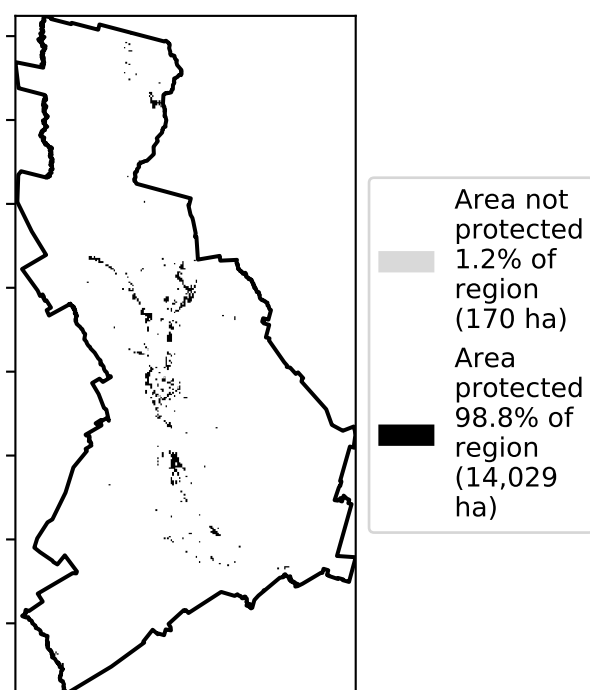 Area not
protected
1.2% of
region
(170 ha)
Area
protected
98.8% of
region
(14,029
ha)